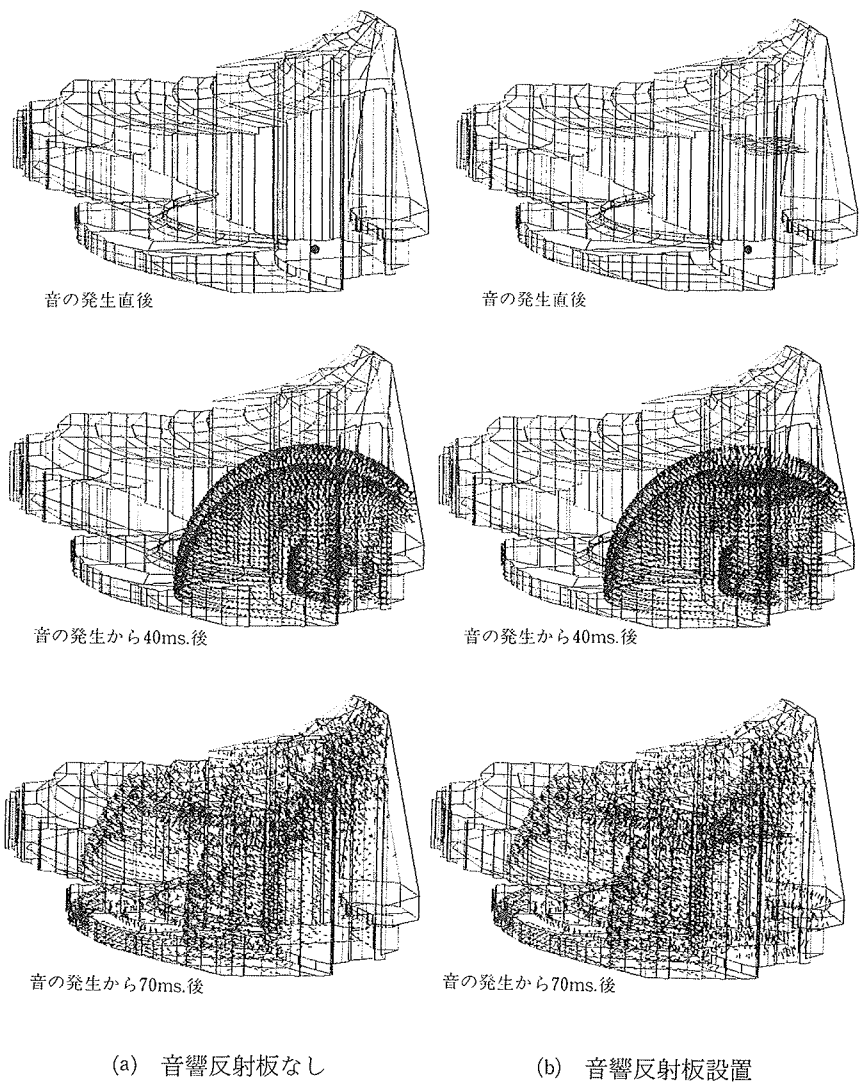 音の発生直後
音の発生直後
音の発生から40ms.後
音の発生から40ms.後
音の発生から70ms.後
音の発生から70ms.後
(a) 音響反射板なし
(b) 音響反射板設置